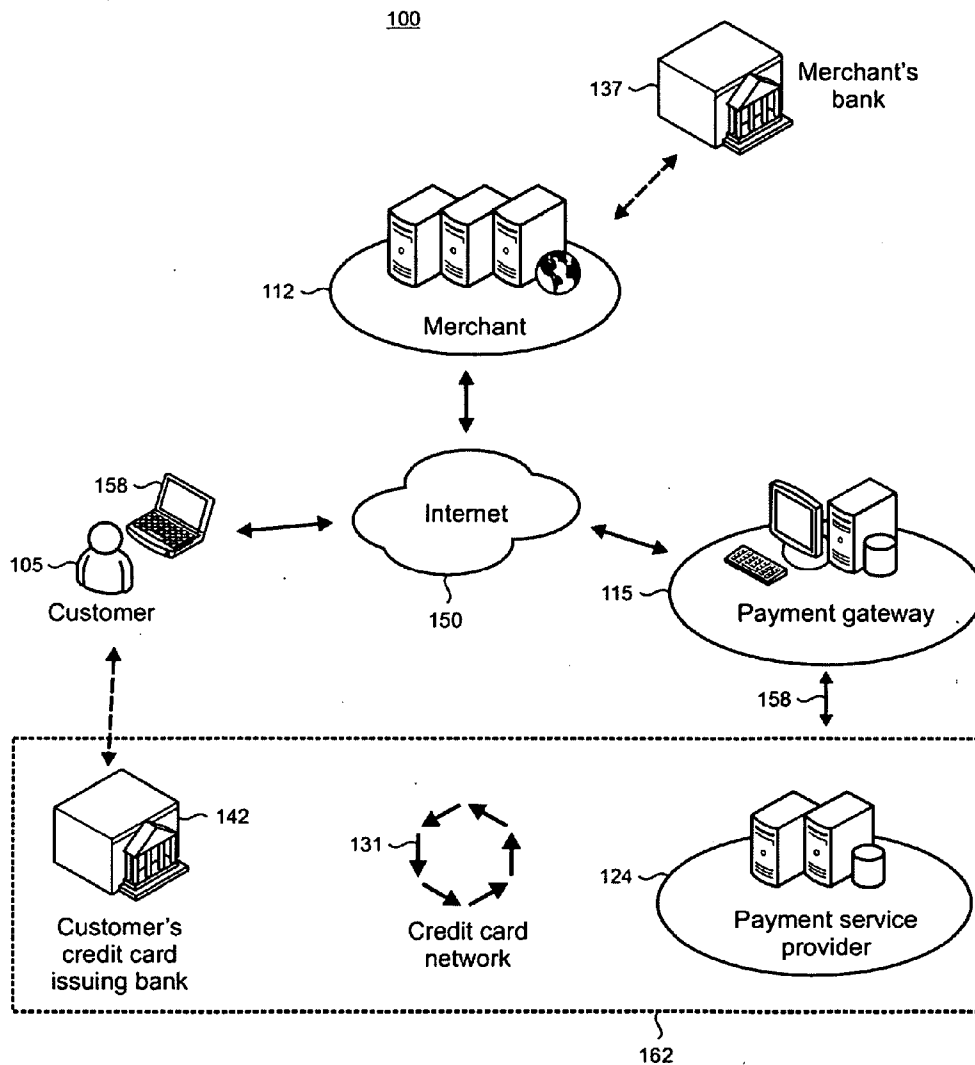 100
137
Merchant's
bank
112
Merchant
158
Internet
105
Customer
150
115
Payment gateway
158
142
131
124
Customer's
credit card
issuing bank
Credit card
network
Payment service
provider
162